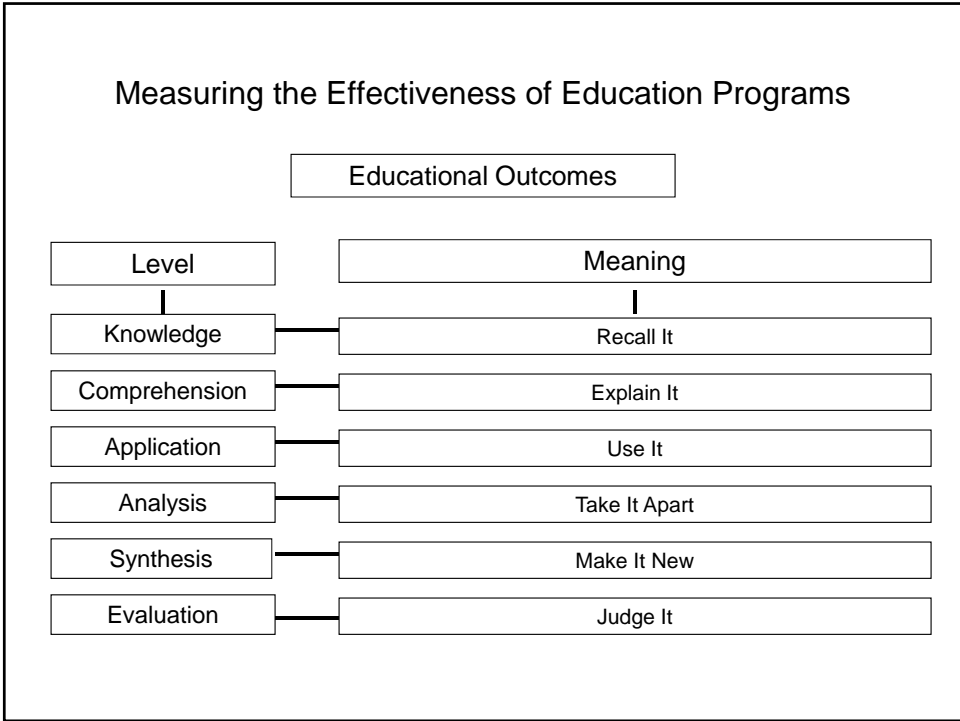 Measuring the Effectiveness of Education Programs
Educational Outcomes
Level
Meaning
Knowledge
Recall It
Comprehension
Explain It
Application
Use It
Analysis
Take It Apart
Synthesis
Make It New
Evaluation
Judge It